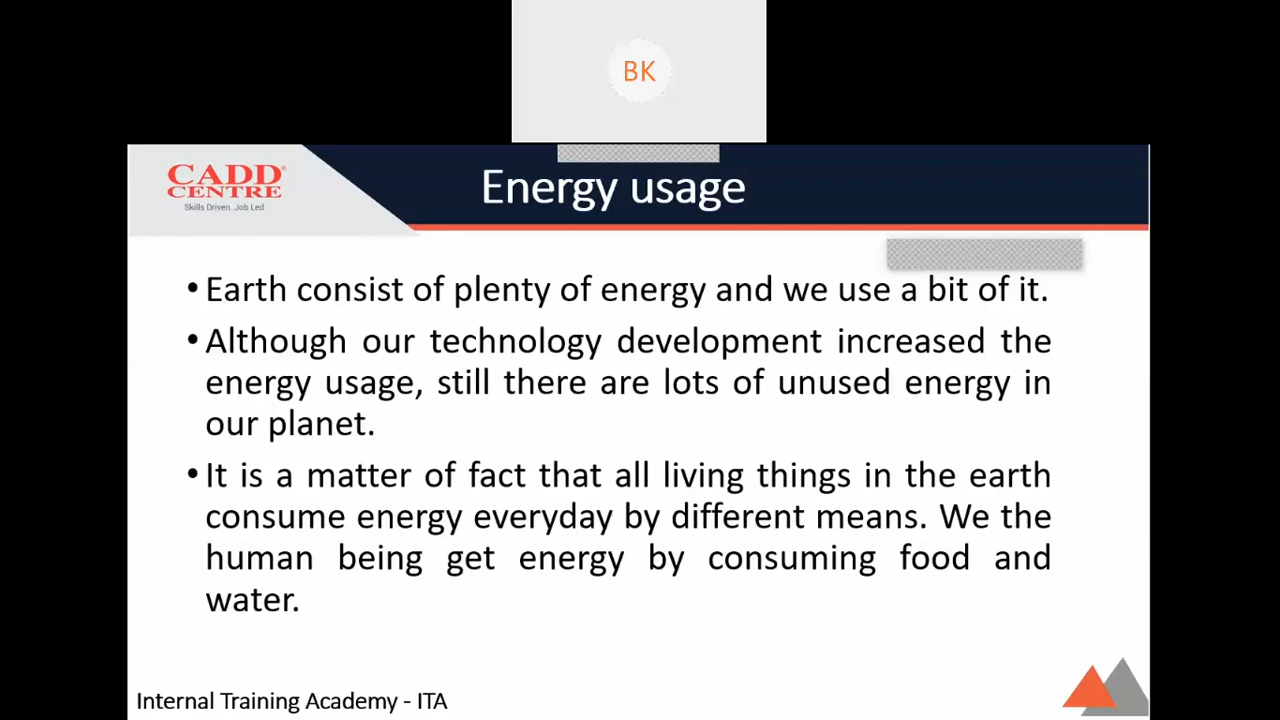 BK
CADD
CENTRE
Skills Driven. Job Led
Energy usage
• Earth consist of plenty of energy and we use a bit of it.
• Although our technology development increased the
energy usage, still there are lots of unused energy in
our planet.
• It is a matter of fact that all living things in the earth
consume energy everyday by different means. We the
human being get energy by consuming food and
water.
Internal Training Academy - ITA